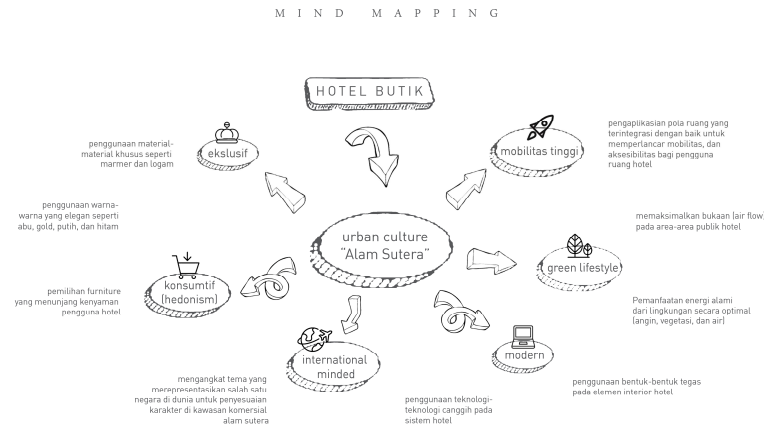 MIND MAPPING
HOTEL BUTIK
ekslusif
penggunaan material-
material khusus seperti
marmer dan logam
penggunaan warna-
warna yang elegan seperti
abu, gold, putih, dan hitam
mobilitas tinggi
pengaplikasian pola ruang yang
terintegrasi dengan baik untuk
memperlancar mobilitas, dan
aksesibilitas bagi pengguna
ruang hotel
urban culture
"Alam Sutera"
konsumtif
(hedonism)
pemilihan furniture
yang menunjang kenyaman
pengguna hotel
green lifestyle
memaksimalkan bukaan (air flow
pada area-area publik hotel
Pemanfaatan energi alami
dari lingkungan secara optimal
(angin, vegetasi, dan air)
international
minded
mengangkat tema yang
merepresentasikan salah satu
negara di dunia untuk penyesuaian
karakter di kawasan komersial
alam sutera
modern
penggunaan bentuk-bentuk tegas
pada elemen interior hotel
penggunaan teknologi-
teknologi canggih pada
sistem hotel